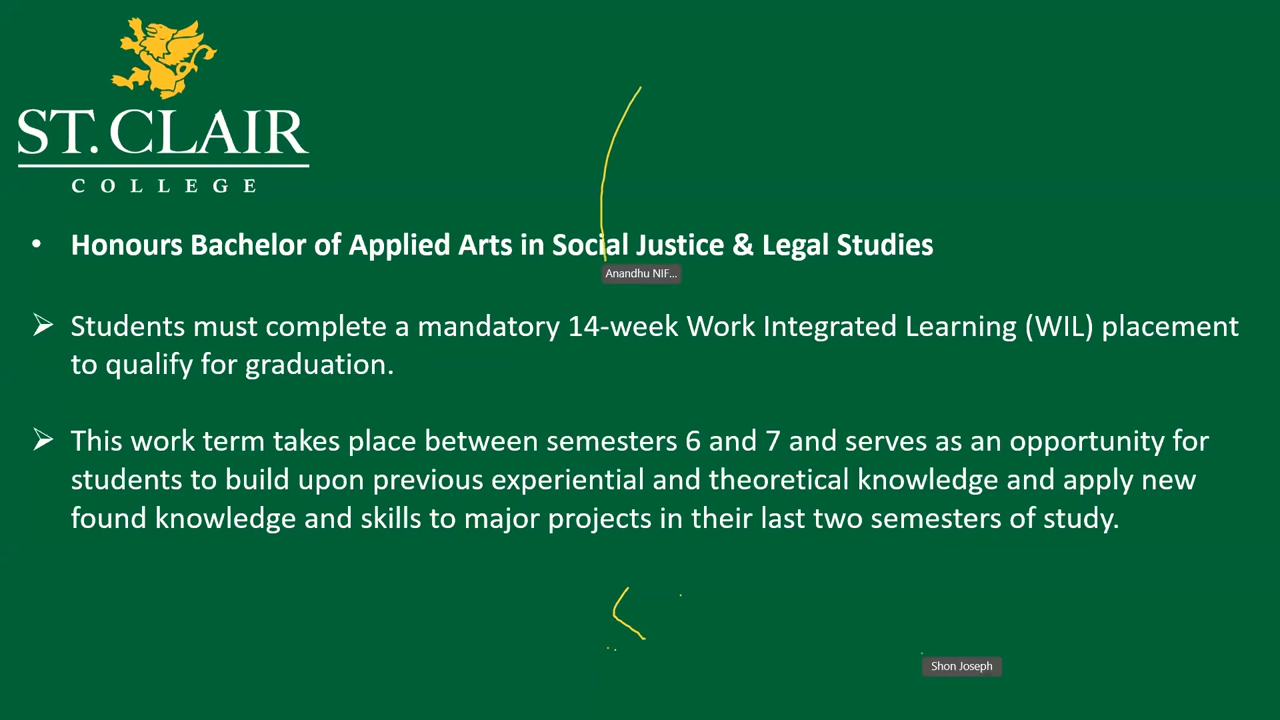 ST. CLAIR
COLLEGE
• Honours Bachelor of Applied Arts in Social Justice & Legal Studies
Anandhu NIF...
➢ Students must complete a mandatory 14-week Work Integrated Learning (WIL) placement
to qualify for graduation.
➢ This work term takes place between semesters 6 and 7 and serves as an opportunity for
students to build upon previous experiential and theoretical knowledge and apply new
found knowledge and skills to major projects in their last two semesters of study.
Shon Joseph